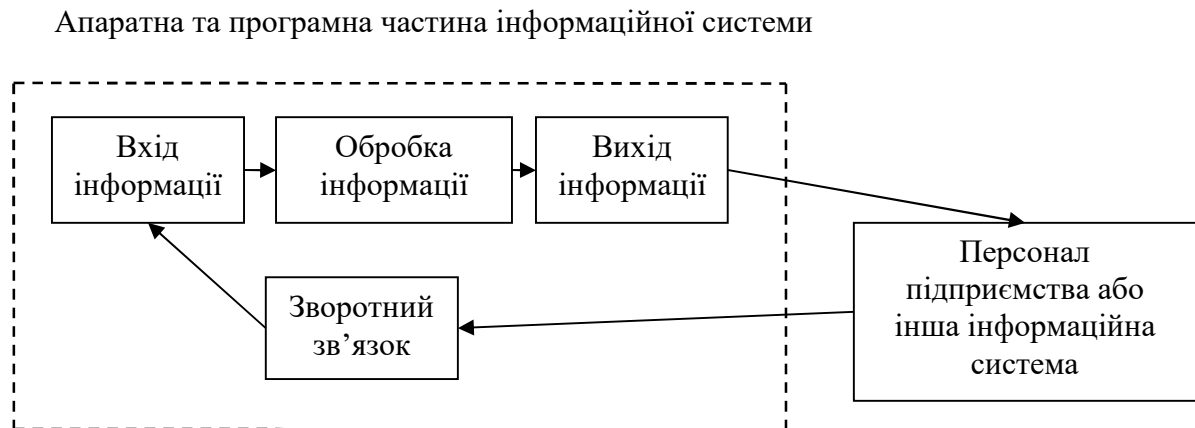 Апаратна та програмна частина інформаційної системи
Вхід
інформації
Обробка
інформації
Вихід
інформації
Персонал
підприємства або
інша інформаційна
система
Зворотний
зв’язок